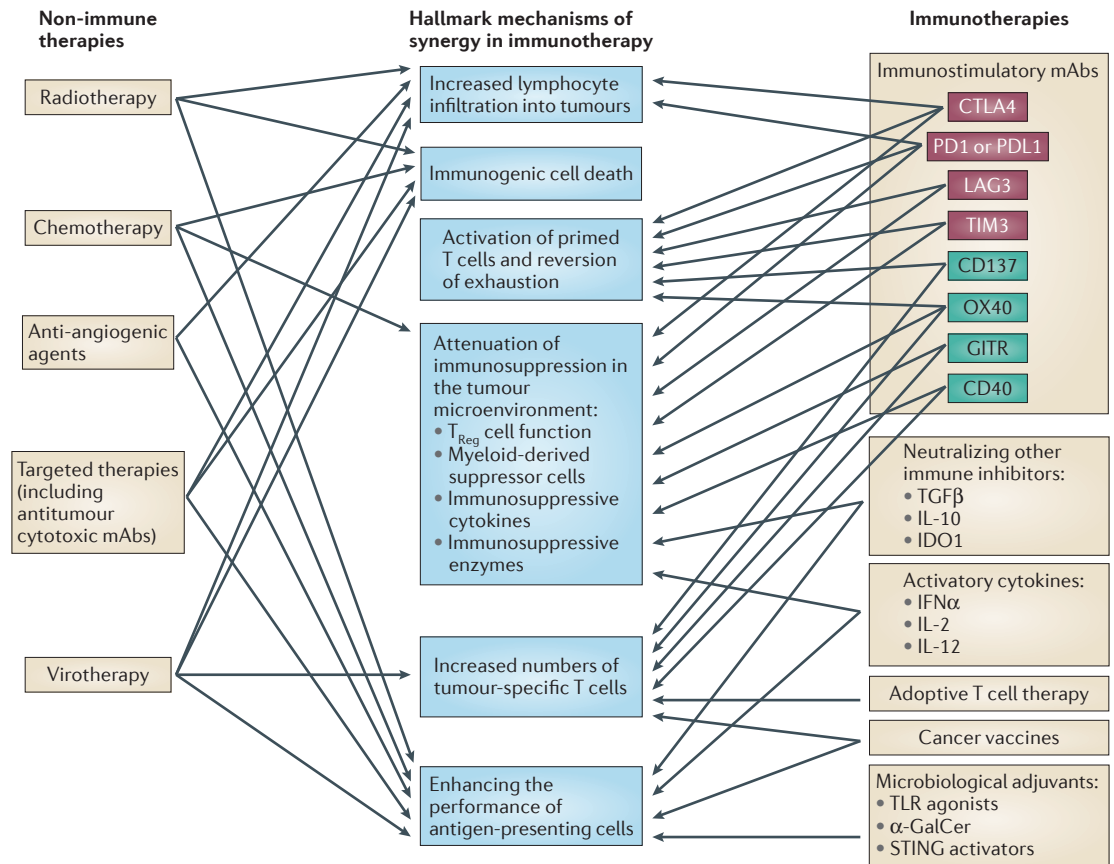 Non-immune
therapies
Radiotherapy
Chemotherapy
Anti-angiogenic
agents
Targeted therapies
(including
antitumour
cytotoxic mAbs)
Virotherapy
Hallmark mechanisms of
synergy in immunotherapy
Increased lymphocyte
infiltration into tumours
Immunogenic cell death
Activation of primed
T cells and reversion
of exhaustion
Attenuation of
immunosuppression in
the tumour
microenvironment:
• TReg cell function
• Myeloid-derived
suppressor cells
• Immunosuppressive
cytokines
• Immunosuppressive
enzymes
Increased numbers of
tumour-specific T cells
Enhancing the
performance of
antigen-presenting cells
Immunotherapies
Immunostimulatory mAbs
CTLA4
PD1 or PDL1
LAG3
TIM3
CD137
OX40
GITR
CD40
Neutralizing other
immune inhibitors:
• TGFβ
• IL-10
• IDO1
Activatory cytokines:
• IFNα
• IL-2
• IL-12
Adoptive T cell therapy
Cancer vaccines
Microbiological adjuvants:
• TLR agonists
• α-GalCer
• STING activators